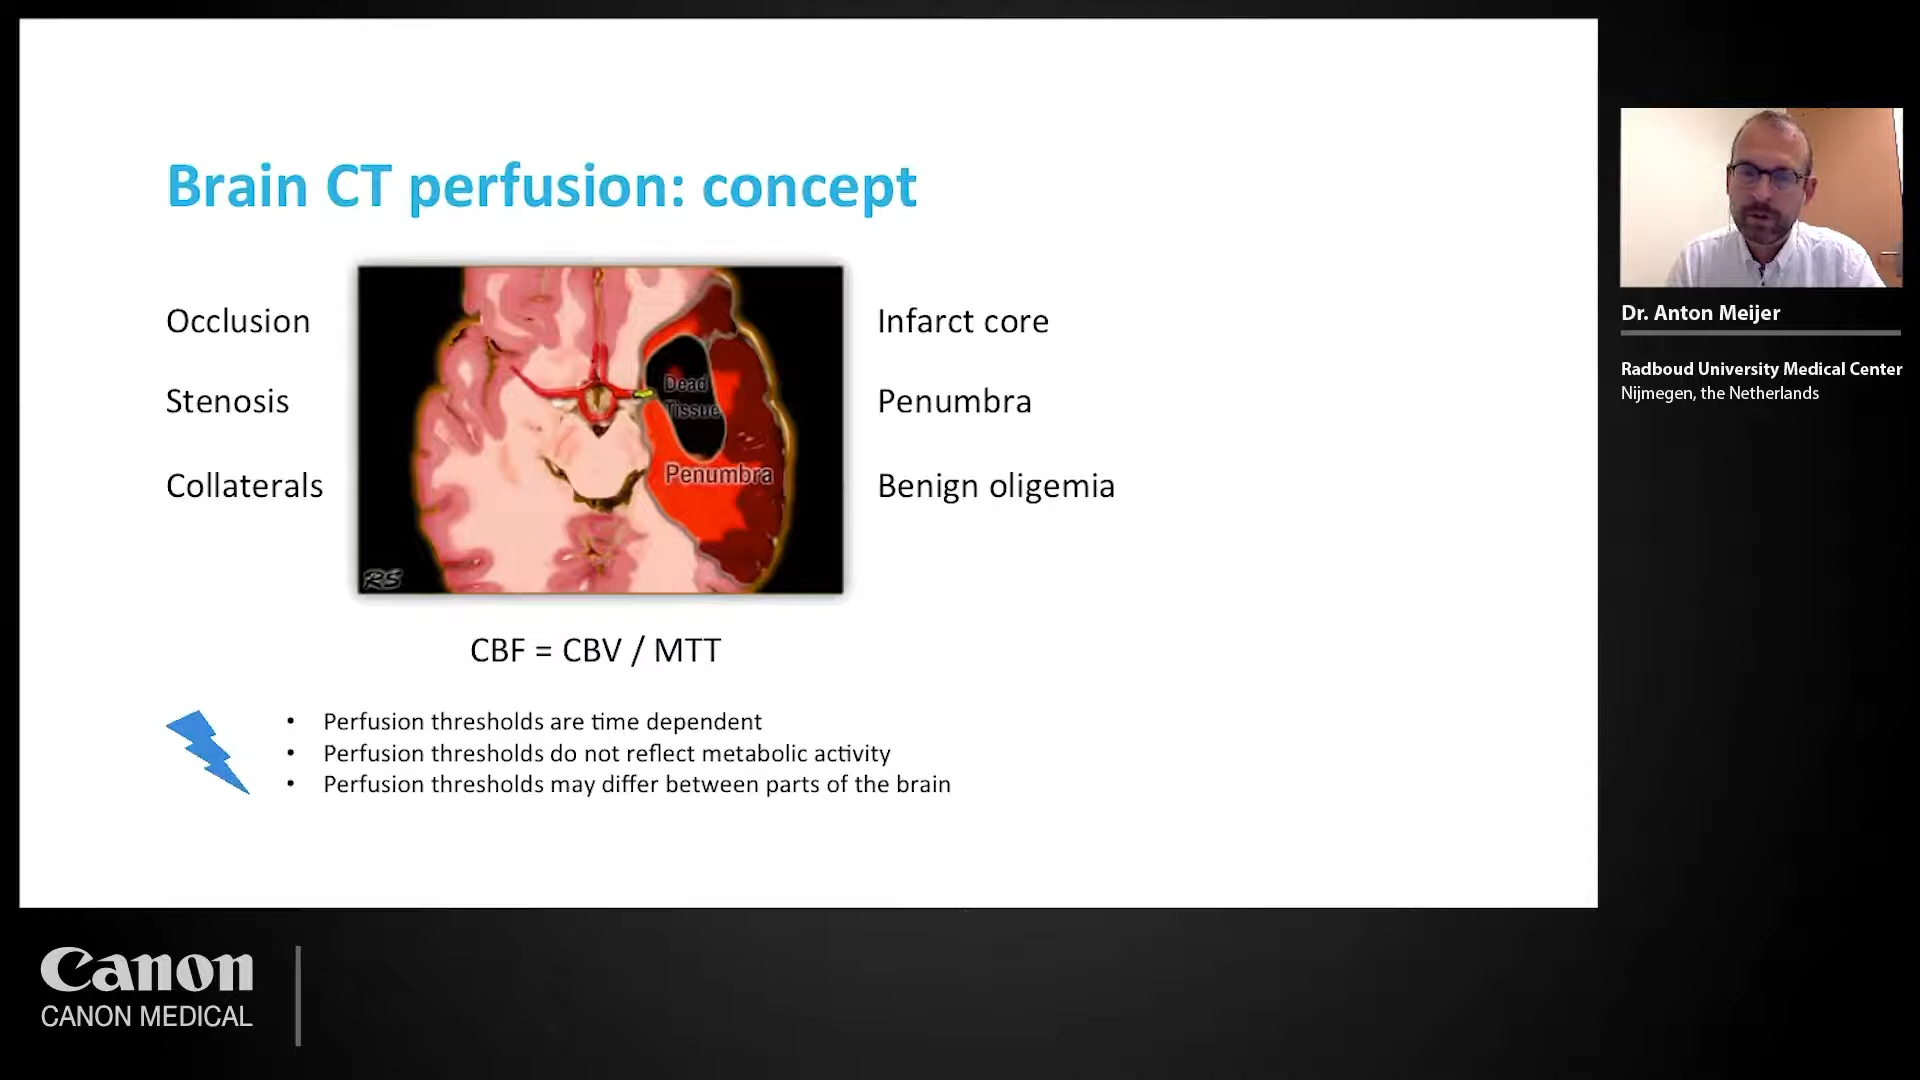 Brain CT perfusion: concept
Occlusion
Stenosis
Collaterals
Dead
Tissue
Penumbra
RS
Infarct core
Penumbra
Benign oligemia
CBF = CBV / MTT
• Perfusion thresholds are time dependent
• Perfusion thresholds do not reflect metabolic activity
• Perfusion thresholds may differ between parts of the brain
Dr. Anton Meijer
Radboud University Medical Center
Nijmegen, the Netherlands
Canon
CANON MEDICAL